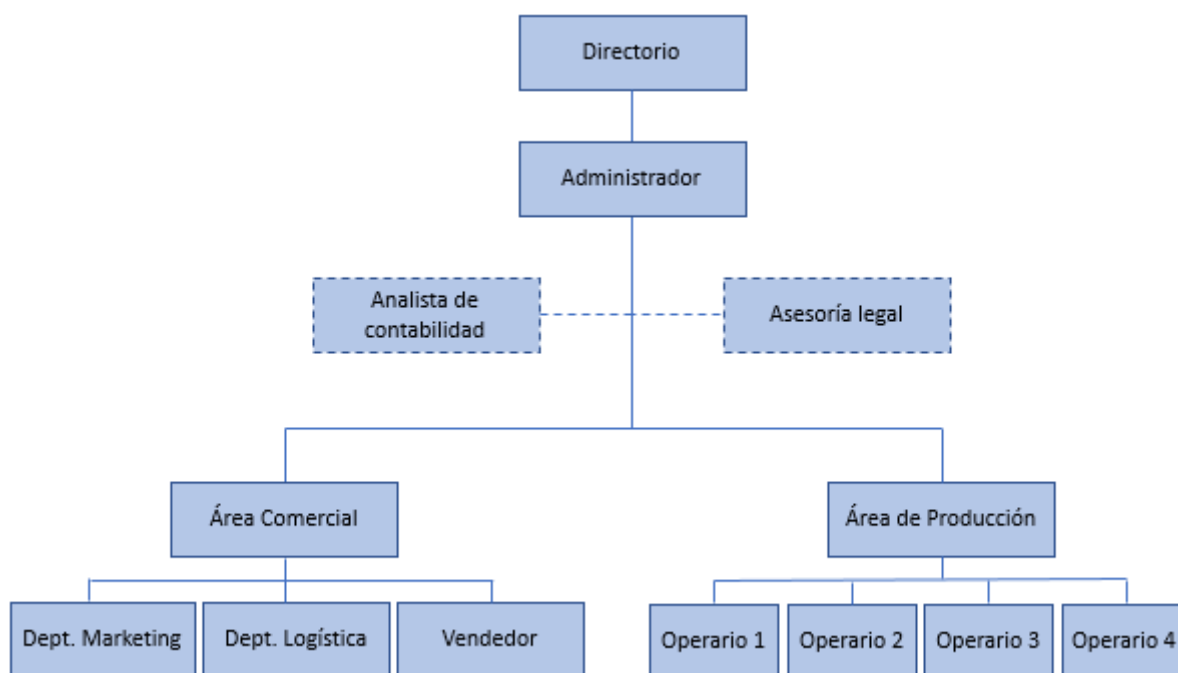 Directorio
Administrador
Analista de
contabilidad
Asesoría legal
Área Comercial
Área de Producción
Dept. Marketing
Dept. Logística
Vendedor
Operario 1
Operario 2
Operario 3
Operario 4